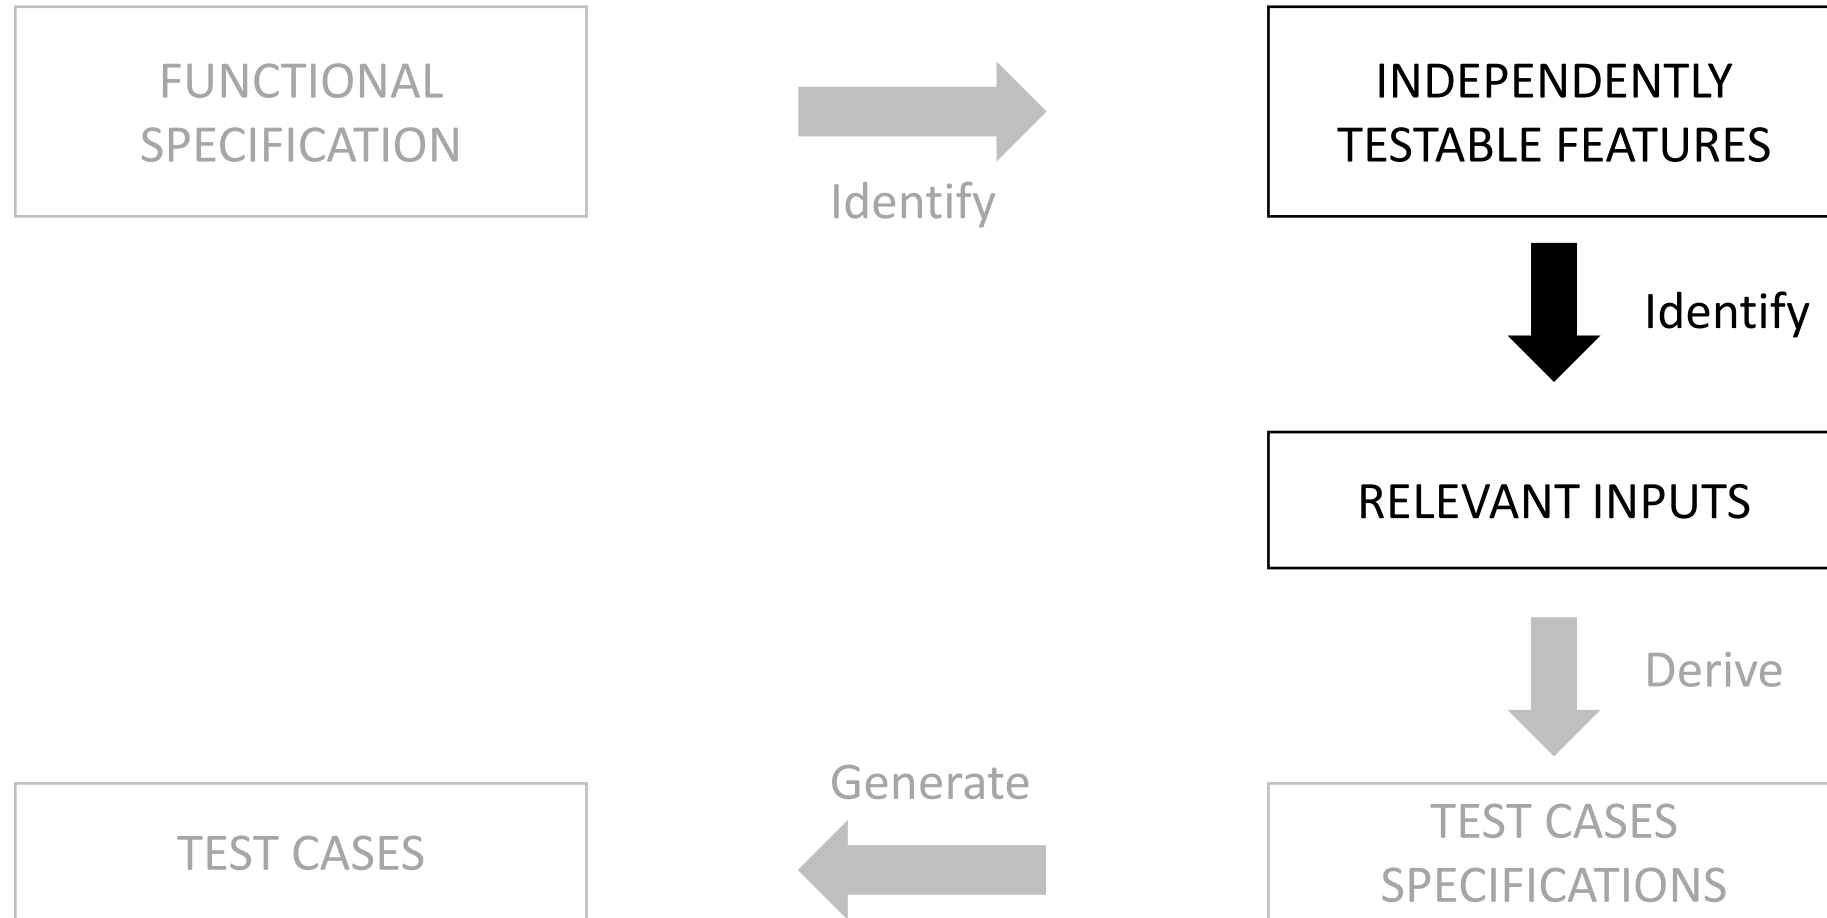 FUNCTIONAL
SPECIFICATION
Identify
INDEPENDENTLY
TESTABLE FEATURES
Identify
RELEVANT INPUTS
Derive
TEST CASES
SPECIFICATIONS
Generate
TEST CASES